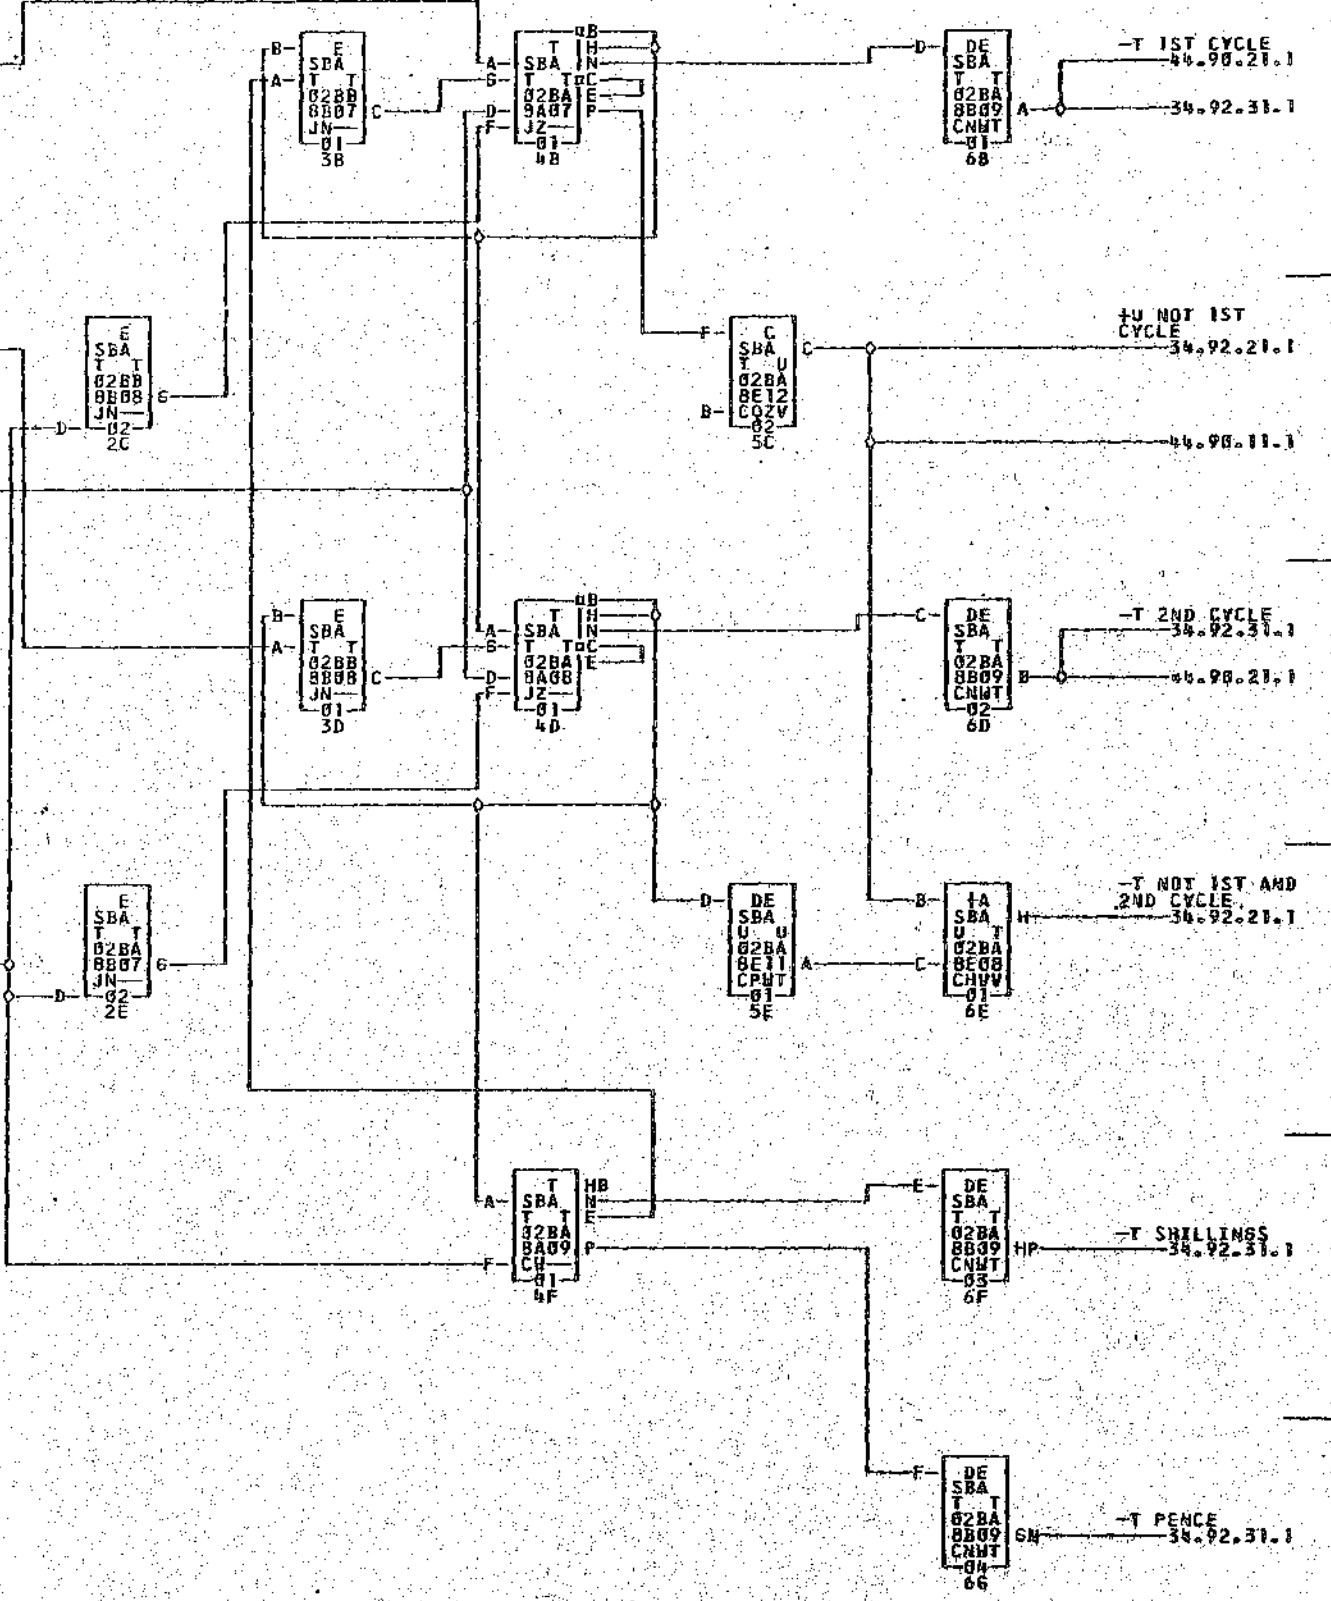 B E
SBA
A T T
02BB
8B07 C
JN
01
3B
T B
H
A SBA N
G T T C
02BA E
D 8A07 P
F JZ
01
4B
D DE
SBA
T T
02BA
8B09 A
CNWT
01
6B
-T 1ST CYCLE
44.90.21.1
34.92.31.1
E
SBA
T T
02BB
8B08 G
JN
D 02
2C
F C
SBA C
T U
02BA
8E12
B CQZV
02
5C
+U NOT 1ST
CYCLE
34.92.21.1
44.90.11.1
B E
SBA
A T T
02BB
8B08 C
JN
01
3D
T B
H
A SBA N
G T T C
02BA E
D 8A08
F JZ
01
4D
C DE
SBA
T T
02BA
8B09 B
CNWT
02
6D
-T 2ND CYCLE
34.92.31.1
44.90.21.1
E
SBA
T T
02BA
8B07 G
JN
D 02
2E
D DE
SBA
U U
02BA
8E11 A
CPWT
01
5E
B +A
SBA H
U T
02BA
C 8E08
CHVV
01
6E
-T NOT 1ST AND
2ND CYCLE
34.92.21.1
T HB
A SBA N
T T E
02BA
8A09 P
F CW
01
4F
E DE
SBA
T T
02BA
8B09 HP
CNWT
03
6F
-T SHILLINGS
34.92.31.1
F DE
SBA
T T
02BA
8B09 GN
CNWT
04
6G
-T PENCE
34.92.31.1